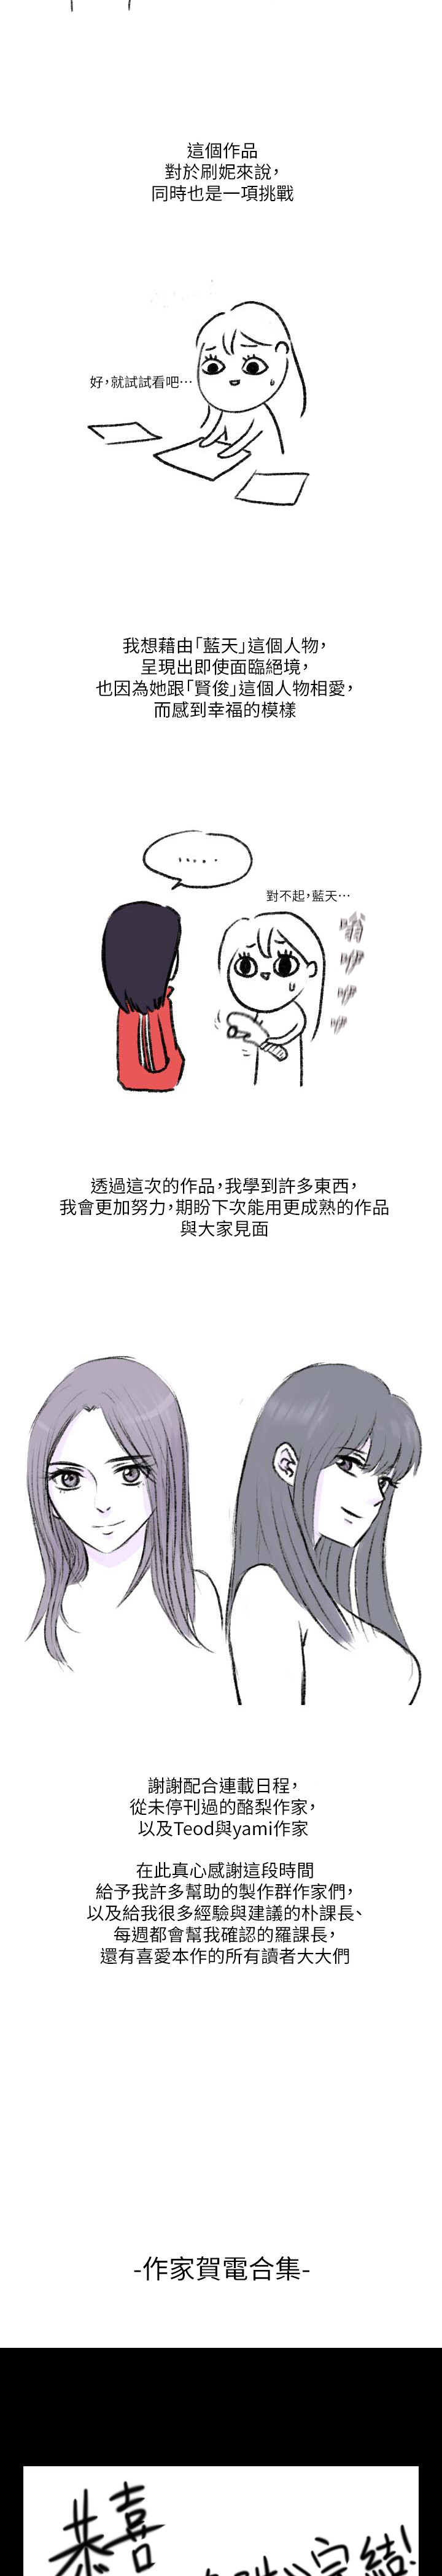 這個作品
對於刷妮來說，
同時也是一項挑戰
好，就試試看吧…
我想藉由「藍天」這個人物，
呈現出即使面臨絕境，
也因為她跟「賢俊」這個人物相愛，
而感到幸福的模樣
.....
對不起，藍天…
嗡
咿
咿
咿
透過這次的作品，我學到許多東西，
我會更加努力，期盼下次能用更成熟的作品
與大家見面
謝謝配合連載日程，
從未停刊過的酪梨作家，
以及Teod與yami作家
在此真心感謝這段時間
給予我許多幫助的製作群作家們，
以及給我很多經驗與建議的朴課長、
每週都會幫我確認的羅課長，
還有喜愛本作的所有讀者大大們
-作家賀電合集-
恭喜
完結！